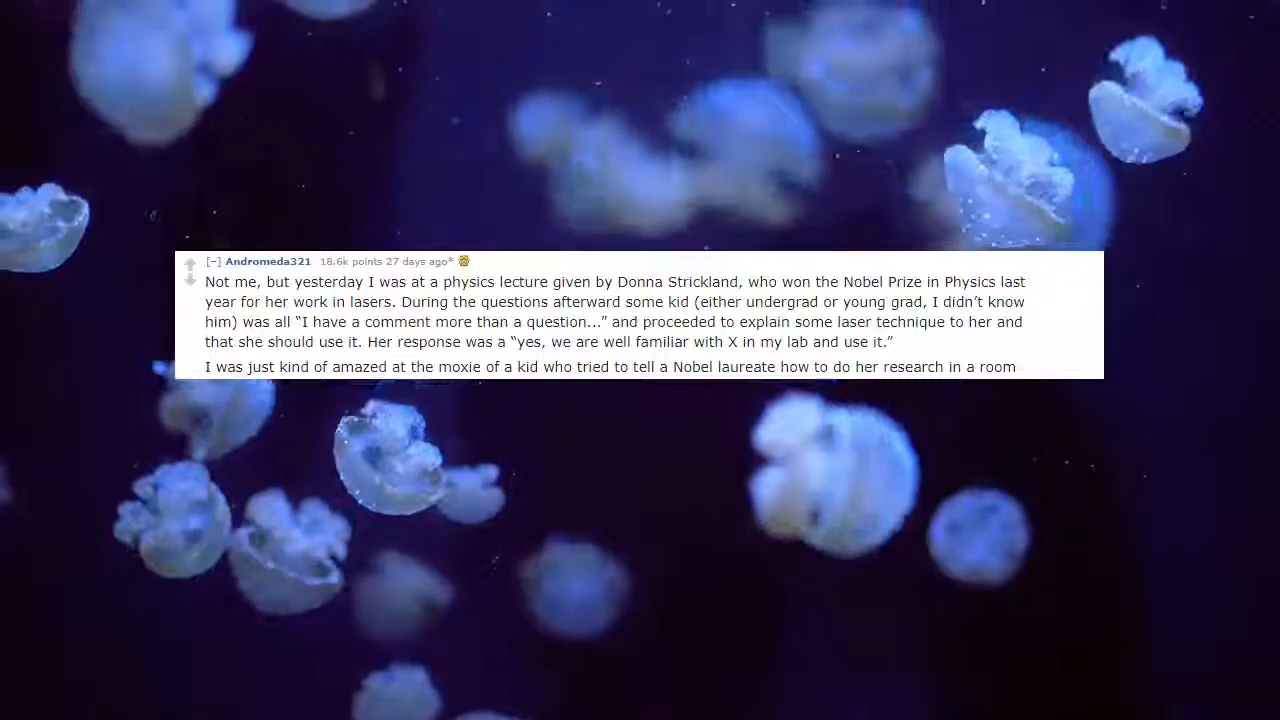 [–] Andromeda321 18.6k points 27 days ago*
Not me, but yesterday I was at a physics lecture given by Donna Strickland, who won the Nobel Prize in Physics last
year for her work in lasers. During the questions afterward some kid (either undergrad or young grad, I didn’t know
him) was all “I have a comment more than a question...” and proceeded to explain some laser technique to her and
that she should use it. Her response was a “yes, we are well familiar with X in my lab and use it.”
I was just kind of amazed at the moxie of a kid who tried to tell a Nobel laureate how to do her research in a room